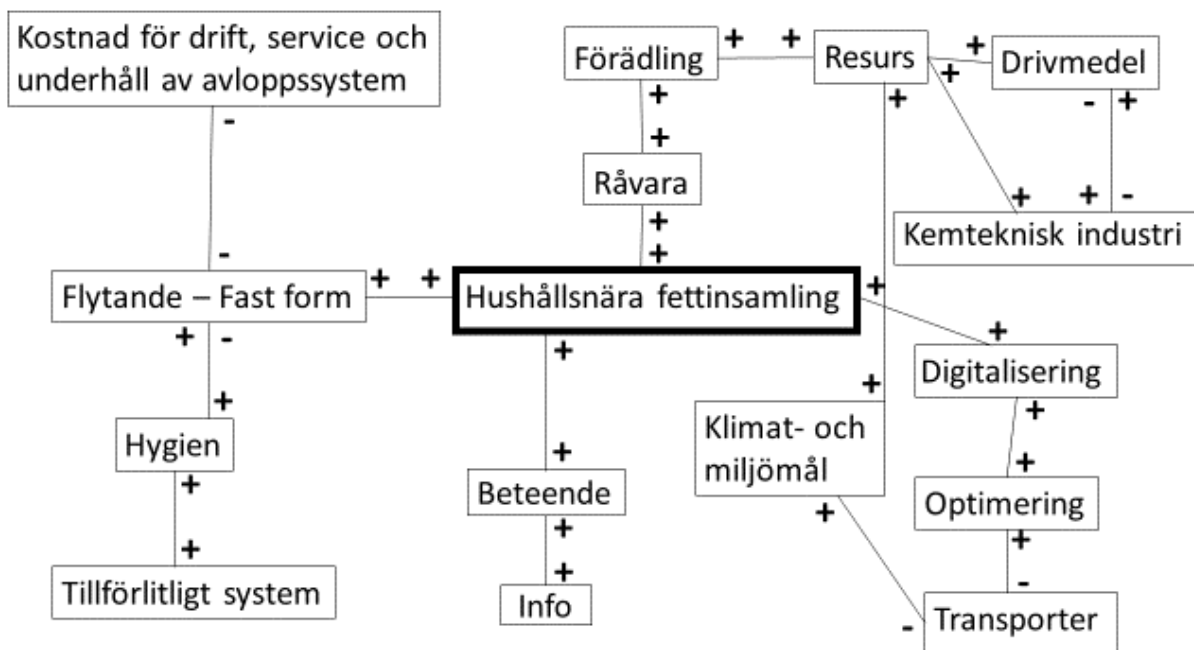 Kostnad för drift, service och
underhåll av avloppssystem
-
Förädling
+ +
Resurs
+
+
Drivmedel
+
+
- +
+
+
Råvara
+
+
+ -
Kemteknisk industri
-
Flytande – Fast form
+ +
Hushållsnära fettinsamling
+
+ -
+
+
Digitalisering
+
Hygien
+
+
Klimat- och
miljömål
+
+
+
+
Beteende
+
Optimering
+
+
Tillförlitligt system
+
Info
-
Transporter
-